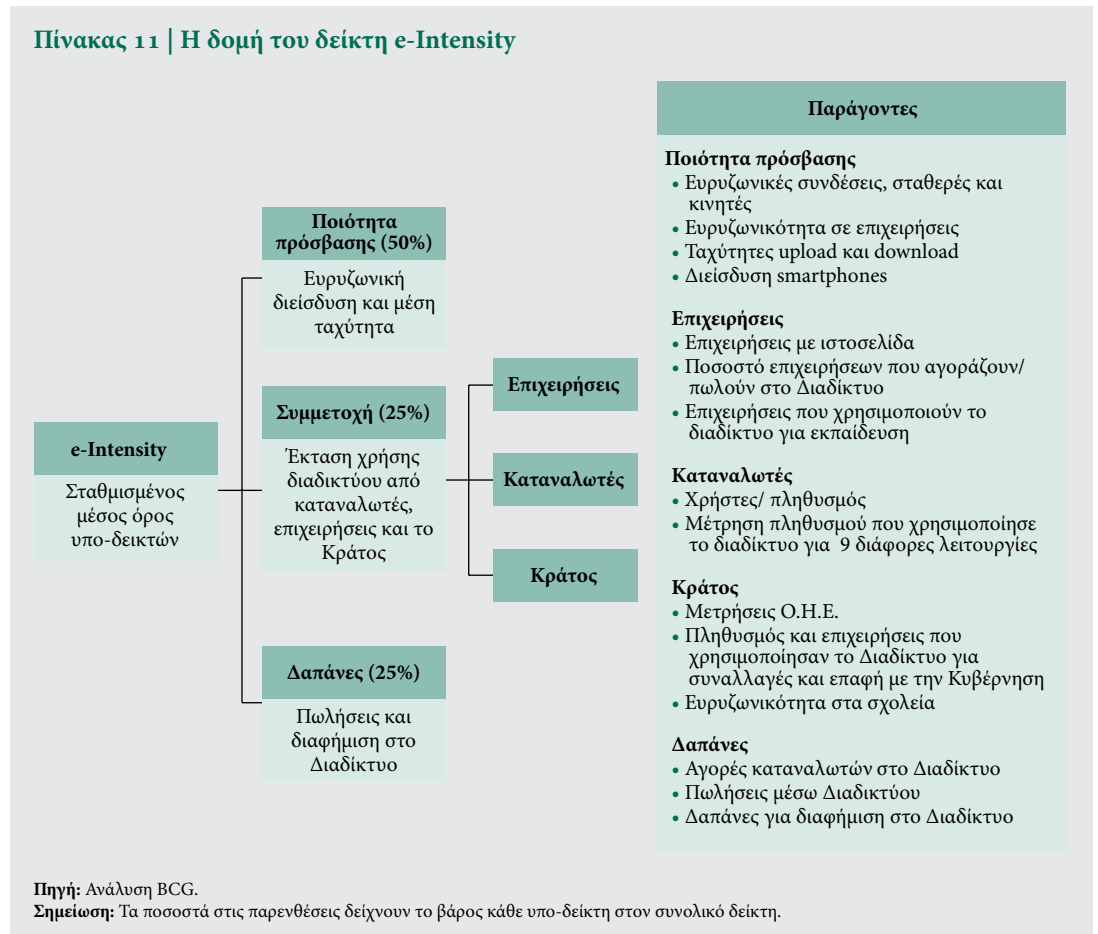 Πίνακας 11 | Η δομή του δείκτη e-Intensity
e-Intensity
Σταθμισμένος
μέσος όρος
υπο-δεικτών
Ποιότητα
πρόσβασης (50%)
Ευρυζωνική
διείσδυση και μέση
ταχύτητα
Συμμετοχή (25%)
Έκταση χρήσης
διαδικτύου από
καταναλωτές,
επιχειρήσεις και το
Κράτος
Δαπάνες (25%)
Πωλήσεις και
διαφήμιση στο
Διαδίκτυο
Επιχειρήσεις
Καταναλωτές
Κράτος
Παράγοντες
Ποιότητα πρόσβασης
• Ευρυζωνικές συνδέσεις, σταθερές και
κινητές
• Ευρυζωνικότητα σε επιχειρήσεις
• Ταχύτητες upload και download
• Διείσδυση smartphones
Επιχειρήσεις
• Επιχειρήσεις με ιστοσελίδα
• Ποσοστό επιχειρήσεων που αγοράζουν/
πωλούν στο Διαδίκτυο
• Επιχειρήσεις που χρησιμοποιούν το
διαδίκτυο για εκπαίδευση
Καταναλωτές
• Χρήστες/ πληθυσμός
• Μέτρηση πληθυσμού που χρησιμοποίησε
το διαδίκτυο για 9 διάφορες λειτουργίες
Κράτος
• Μετρήσεις Ο.Η.Ε.
• Πληθυσμός και επιχειρήσεις που
χρησιμοποίησαν το Διαδίκτυο για
συναλλαγές και επαφή με την Κυβέρνηση
• Ευρυζωνικότητα στα σχολεία
Δαπάνες
• Αγορές καταναλωτών στο Διαδίκτυο
• Πωλήσεις μέσω Διαδικτύου
• Δαπάνες για διαφήμιση στο Διαδίκτυο
Πηγή: Ανάλυση BCG.
Σημείωση: Τα ποσοστά στις παρενθέσεις δείχνουν το βάρος κάθε υπο-δείκτη στον συνολικό δείκτη.